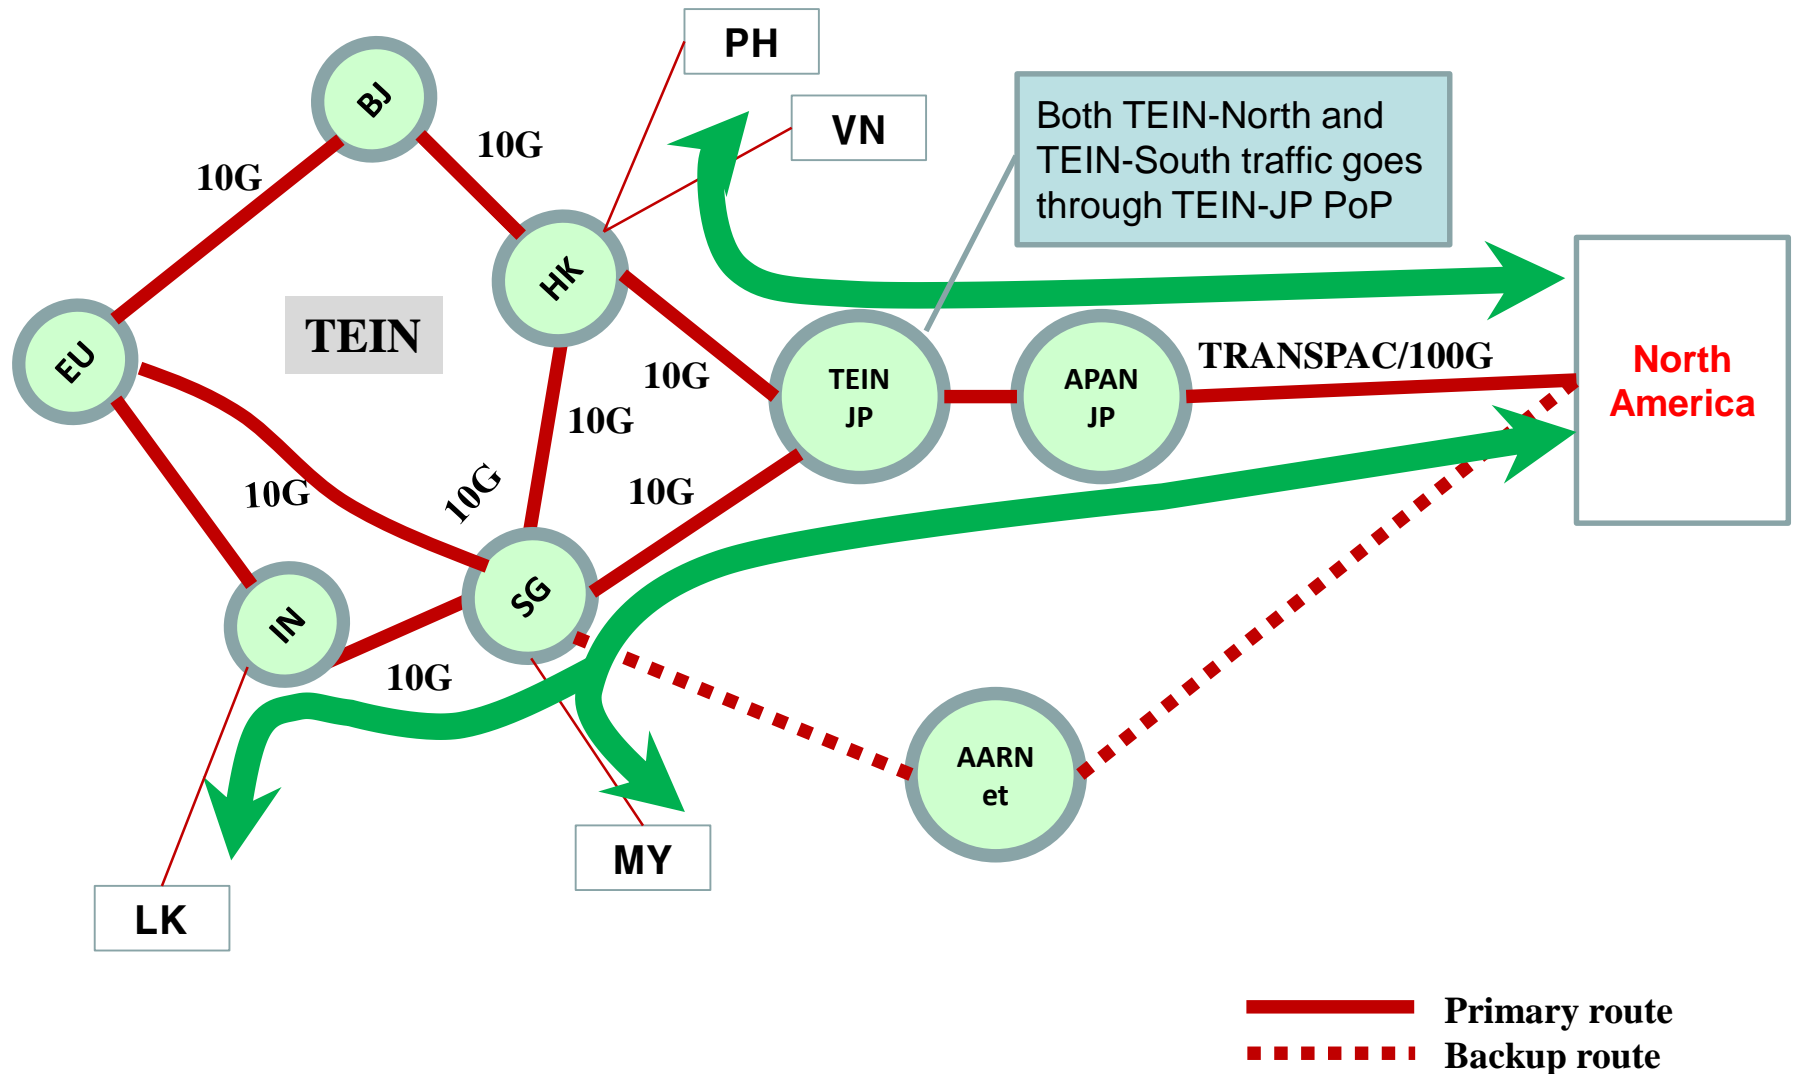 PH
BJ
VN
Both TEIN-North and
TEIN-South traffic goes
through TEIN-JP PoP
10G
10G
HK
TEIN
EU
10G
TEIN
JP
APAN
JP
TRANSPAC/100G
North
America
10G
10G
10G
10G
SG
IN
10G
AARN
et
MY
LK
Primary route
Backup route